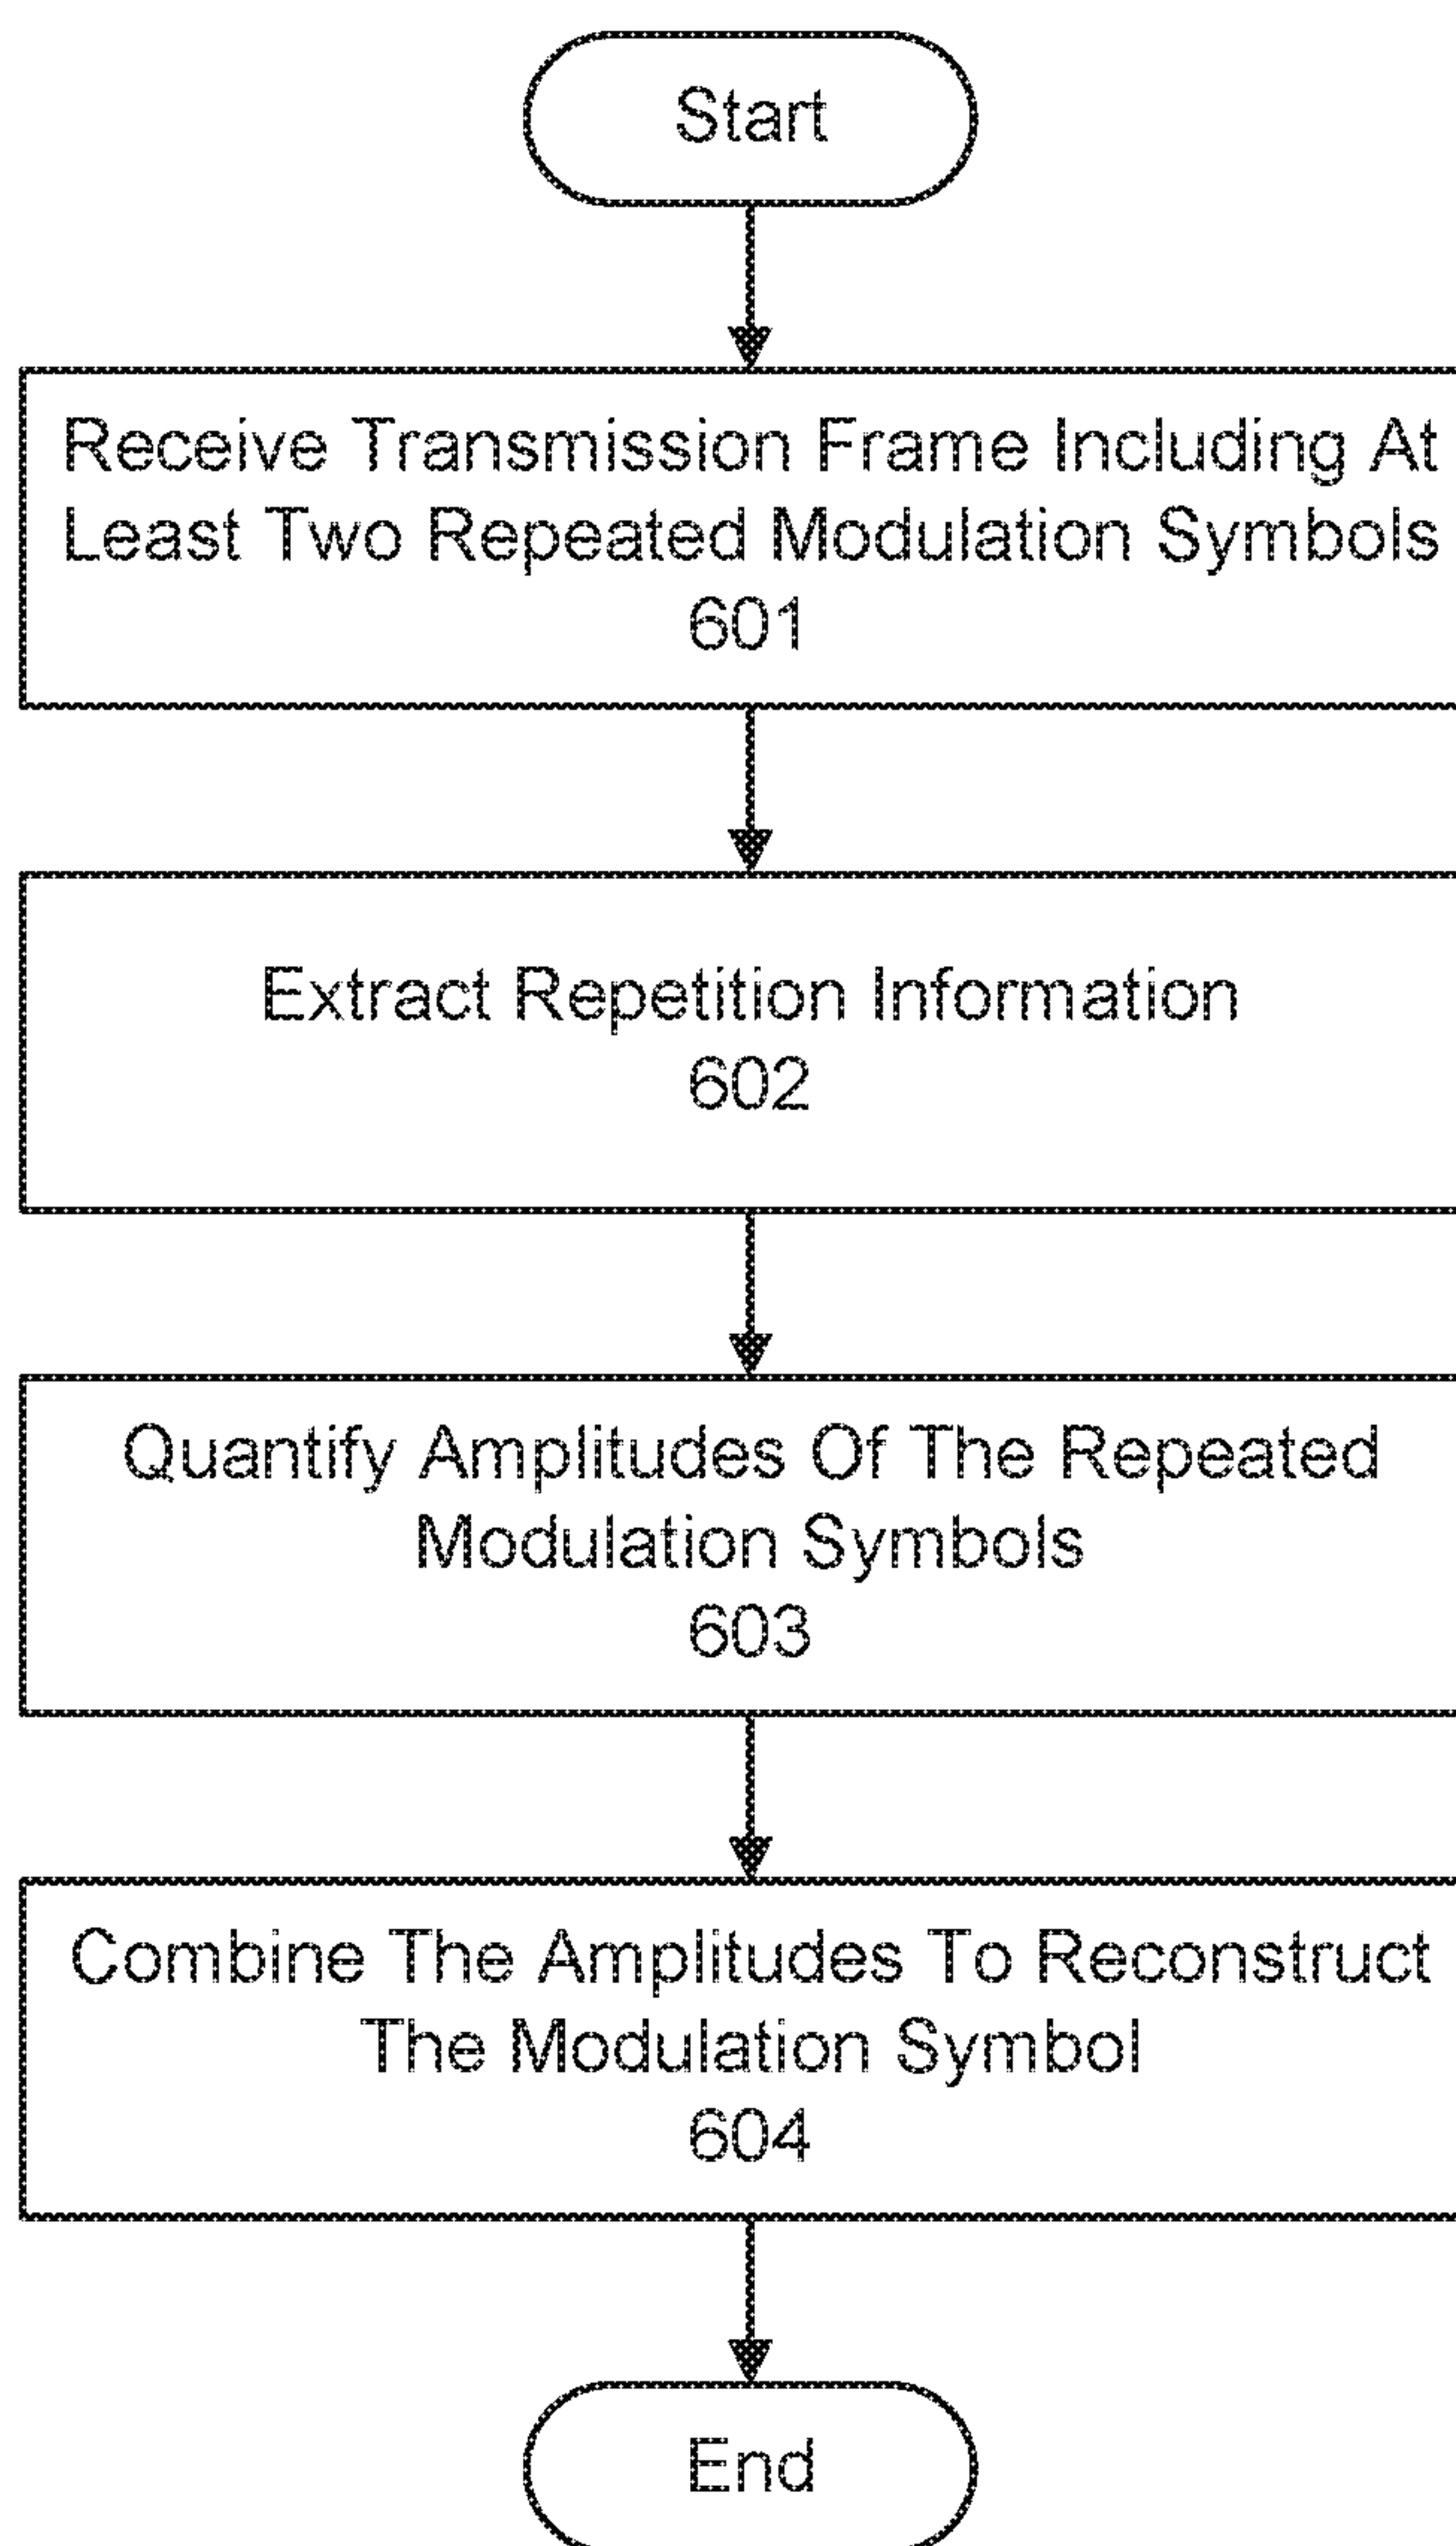 Start
Receive Transmission Frame Including At
Least Two Repeated Modulation Symbols
601
Extract Repetition Information
602
Quantify Amplitudes Of The Repeated
Modulation Symbols
603
Combine The Amplitudes To Reconstruct
The Modulation Symbol
604
End